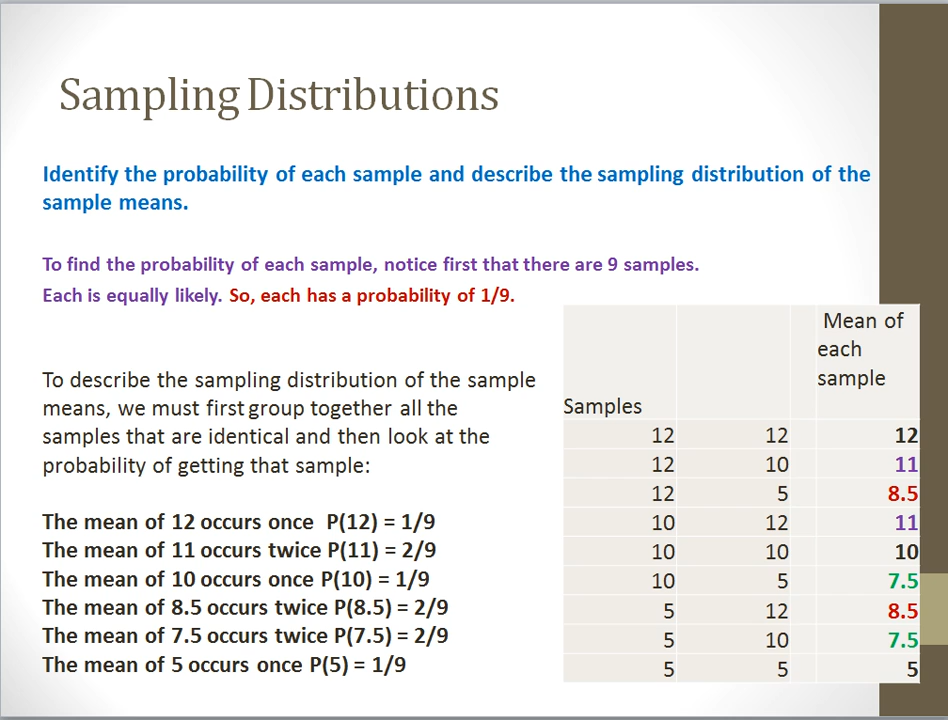 Sampling Distributions
Identify the probability of each sample and describe the sampling distribution of the
sample means.
To find the probability of each sample, notice first that there are 9 samples.
Each is equally likely. So, each has a probability of 1/9.
To describe the sampling distribution of the sample
means, we must first group together all the
samples that are identical and then look at the
probability of getting that sample:
The mean of 12 occurs once P(12) = 1/9
The mean of 11 occurs twice P(11) = 2/9
The mean of 10 occurs once P(10) = 1/9
The mean of 8.5 occurs twice P(8.5) = 2/9
The mean of 7.5 occurs twice P(7.5) = 2/9
The mean of 5 occurs once P(5) = 1/9
Mean of
each
sample
Samples
12 12 12
12 10 11
12 5 8.5
10 12 11
10 10 10
10 5 7.5
5 12 8.5
5 10 7.5
5 5 5